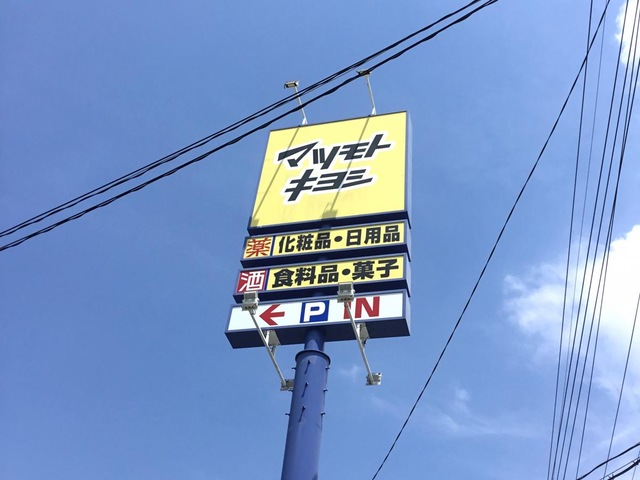 マツモト
キヨシ
薬 化粧品・日用品
酒 食料品・菓子
← P IN